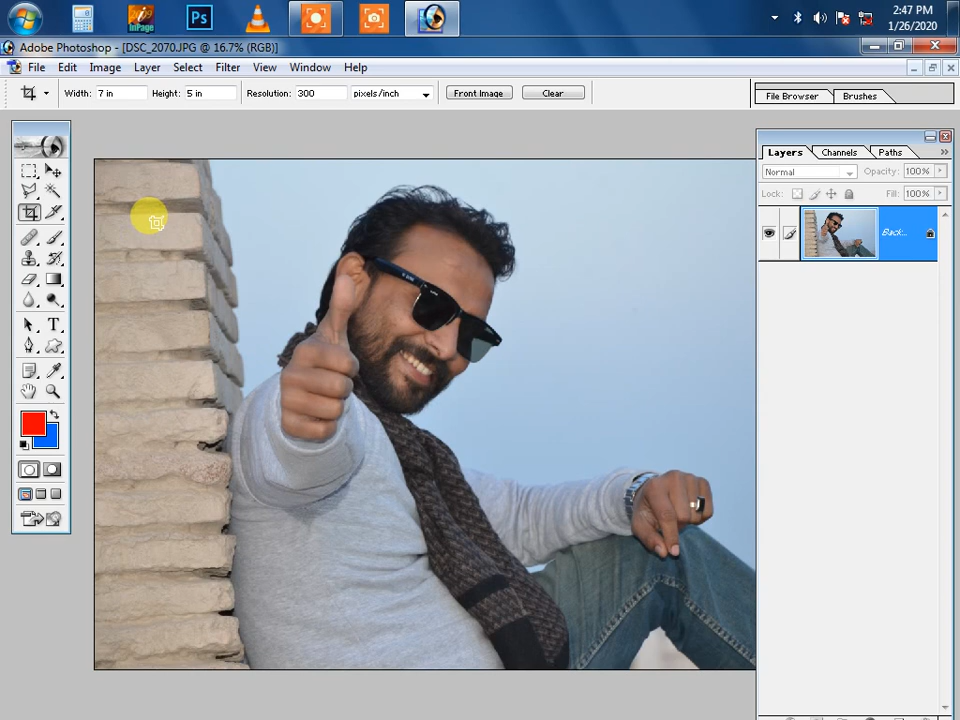 InPage
Ps
2:47 PM
1/26/2020
Adobe Photoshop - [DSC_2070.JPG @ 16.7% (RGB)]
File Edit Image Layer Select Filter View Window Help
Width: 7 in Height: 5 in Resolution: 300 pixels/inch Front Image Clear File Browser Brushes
Layers Channels Paths
Normal Opacity: 100%
Lock: Fill: 100%
Back...
T